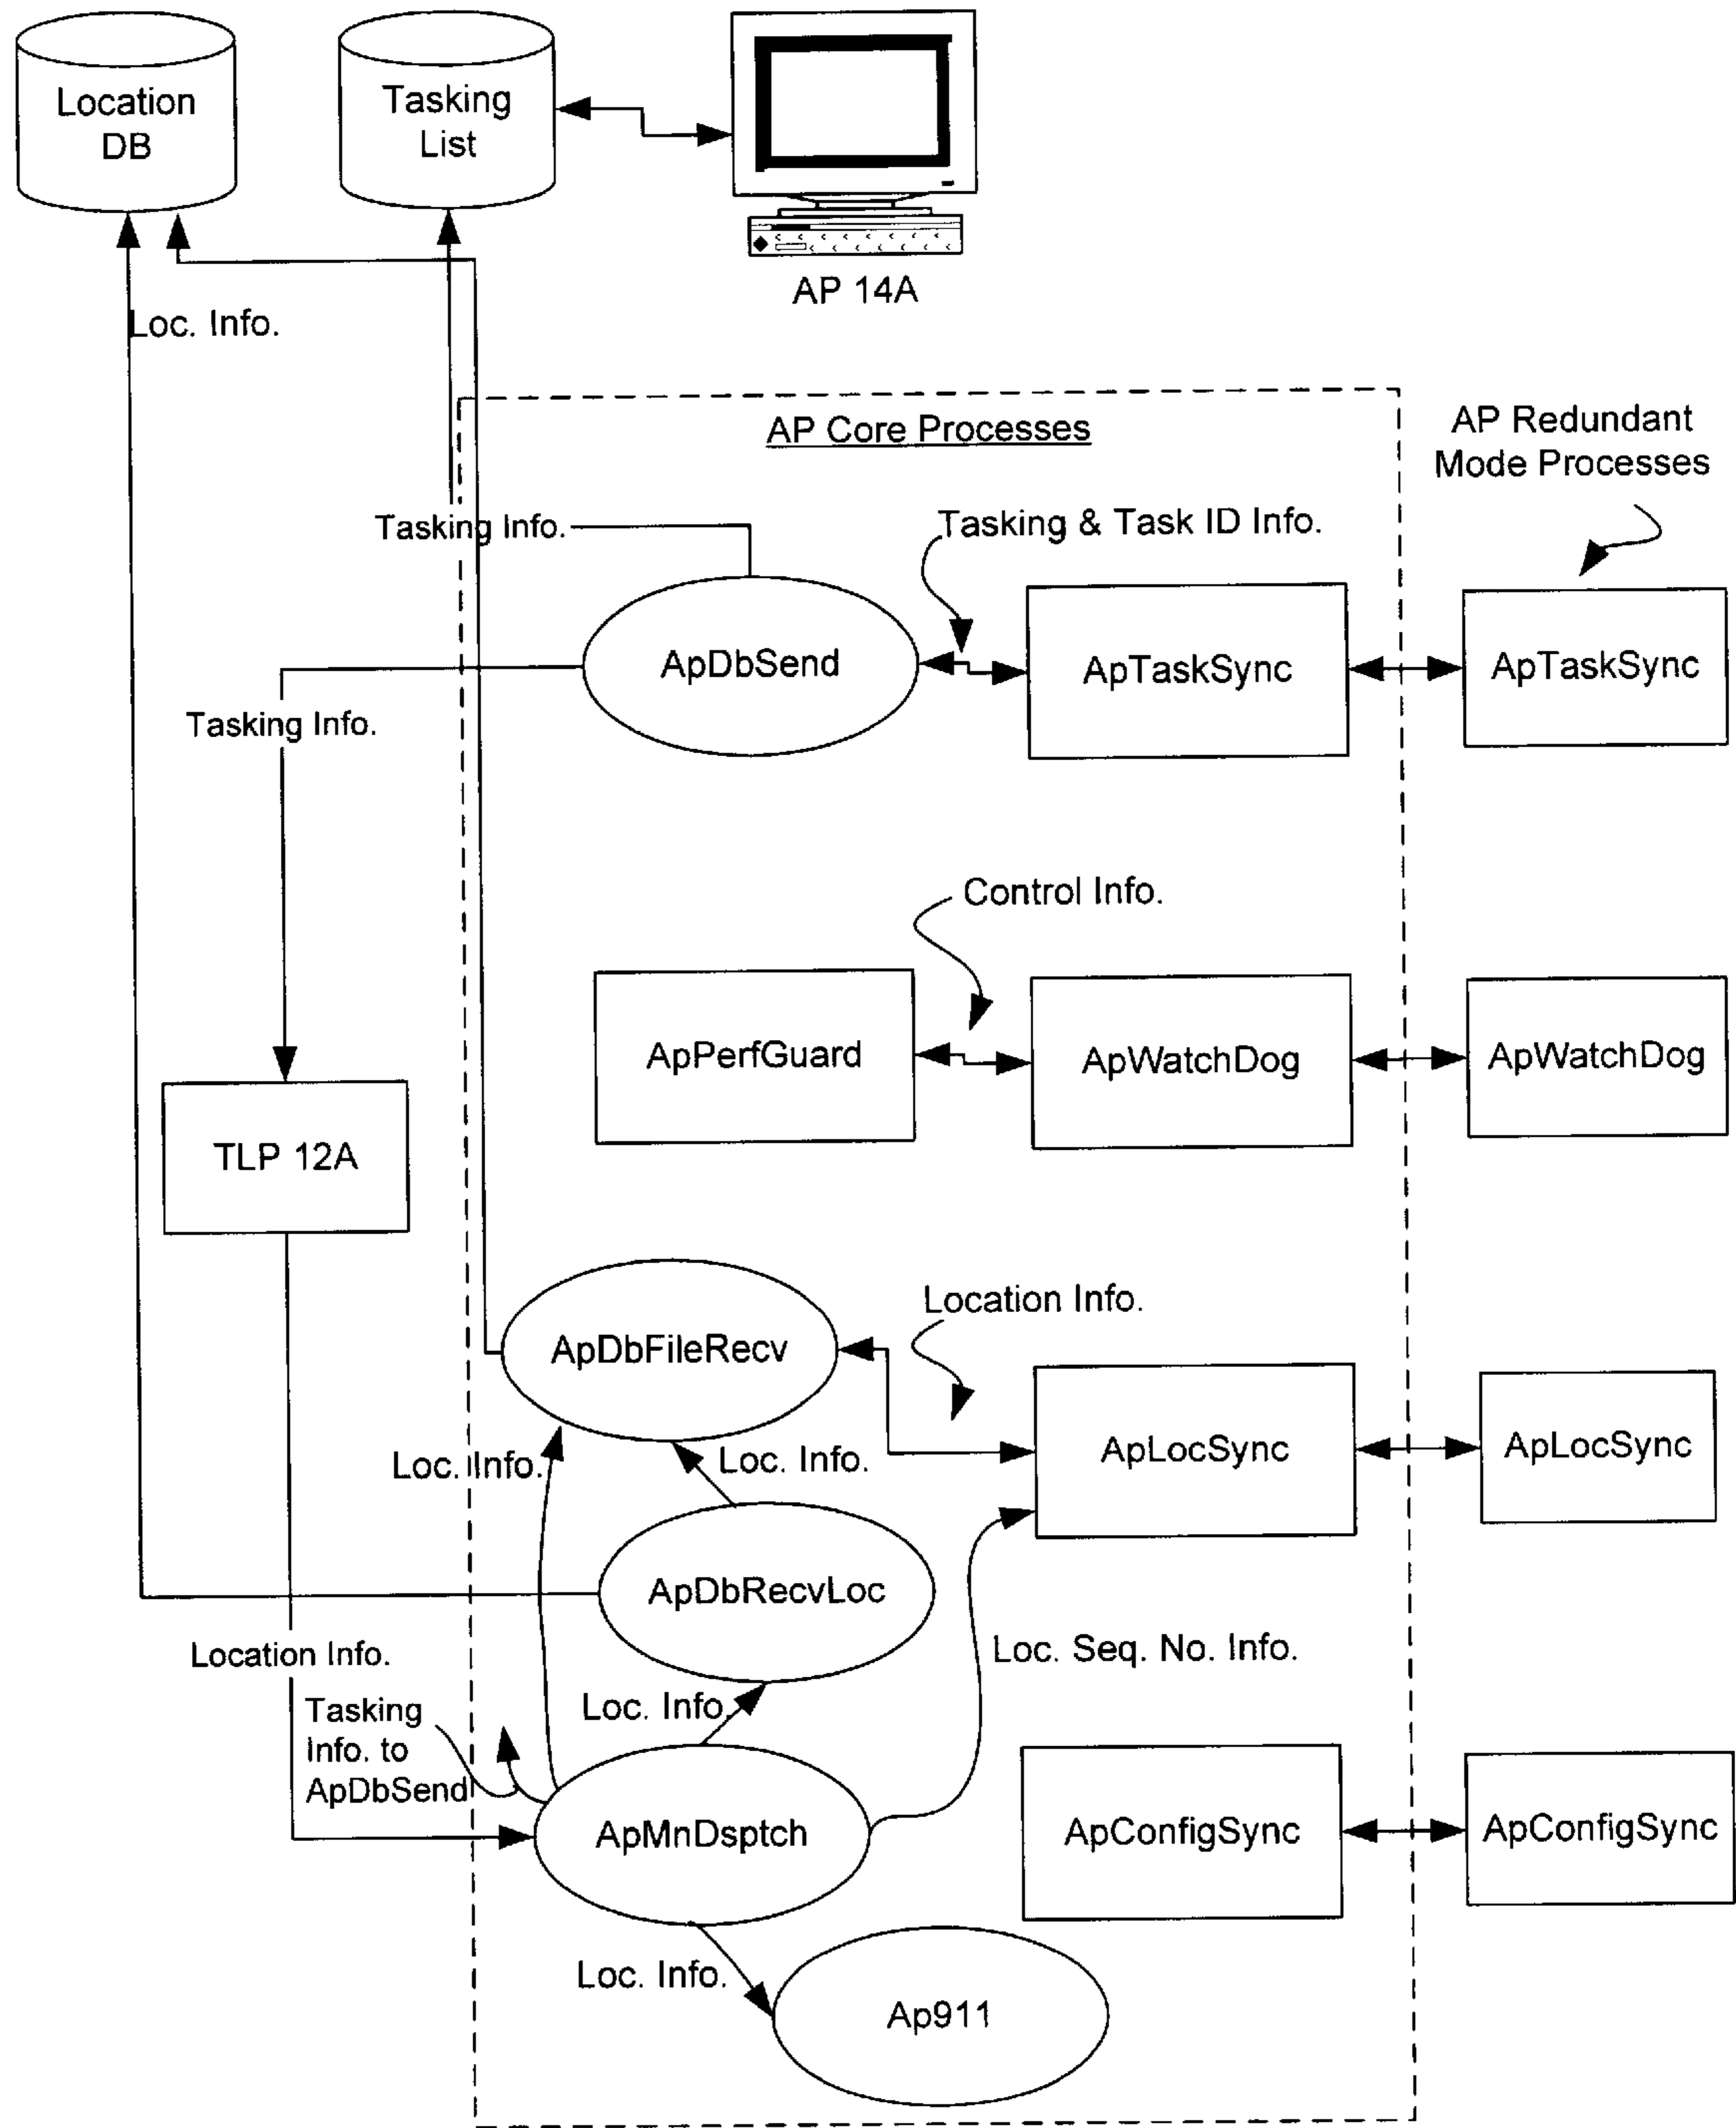 Location
DB
Tasking
List
AP 14A
Loc. Info.
AP Core Processes
AP Redundant
Mode Processes
Tasking Info.
Tasking & Task ID Info.
ApDbSend
ApTaskSync
ApTaskSync
Tasking Info.
Control Info.
ApPerfGuard
ApWatchDog
ApWatchDog
TLP 12A
Location Info.
ApDbFileRecv
Loc. Info.
Loc. Info.
ApLocSync
ApLocSync
ApDbRecvLoc
Location Info.
Loc. Seq. No. Info.
Tasking
Info. to
ApDbSend
Loc. Info.
ApMnDsptch
ApConfigSync
ApConfigSync
Loc. Info.
Ap911